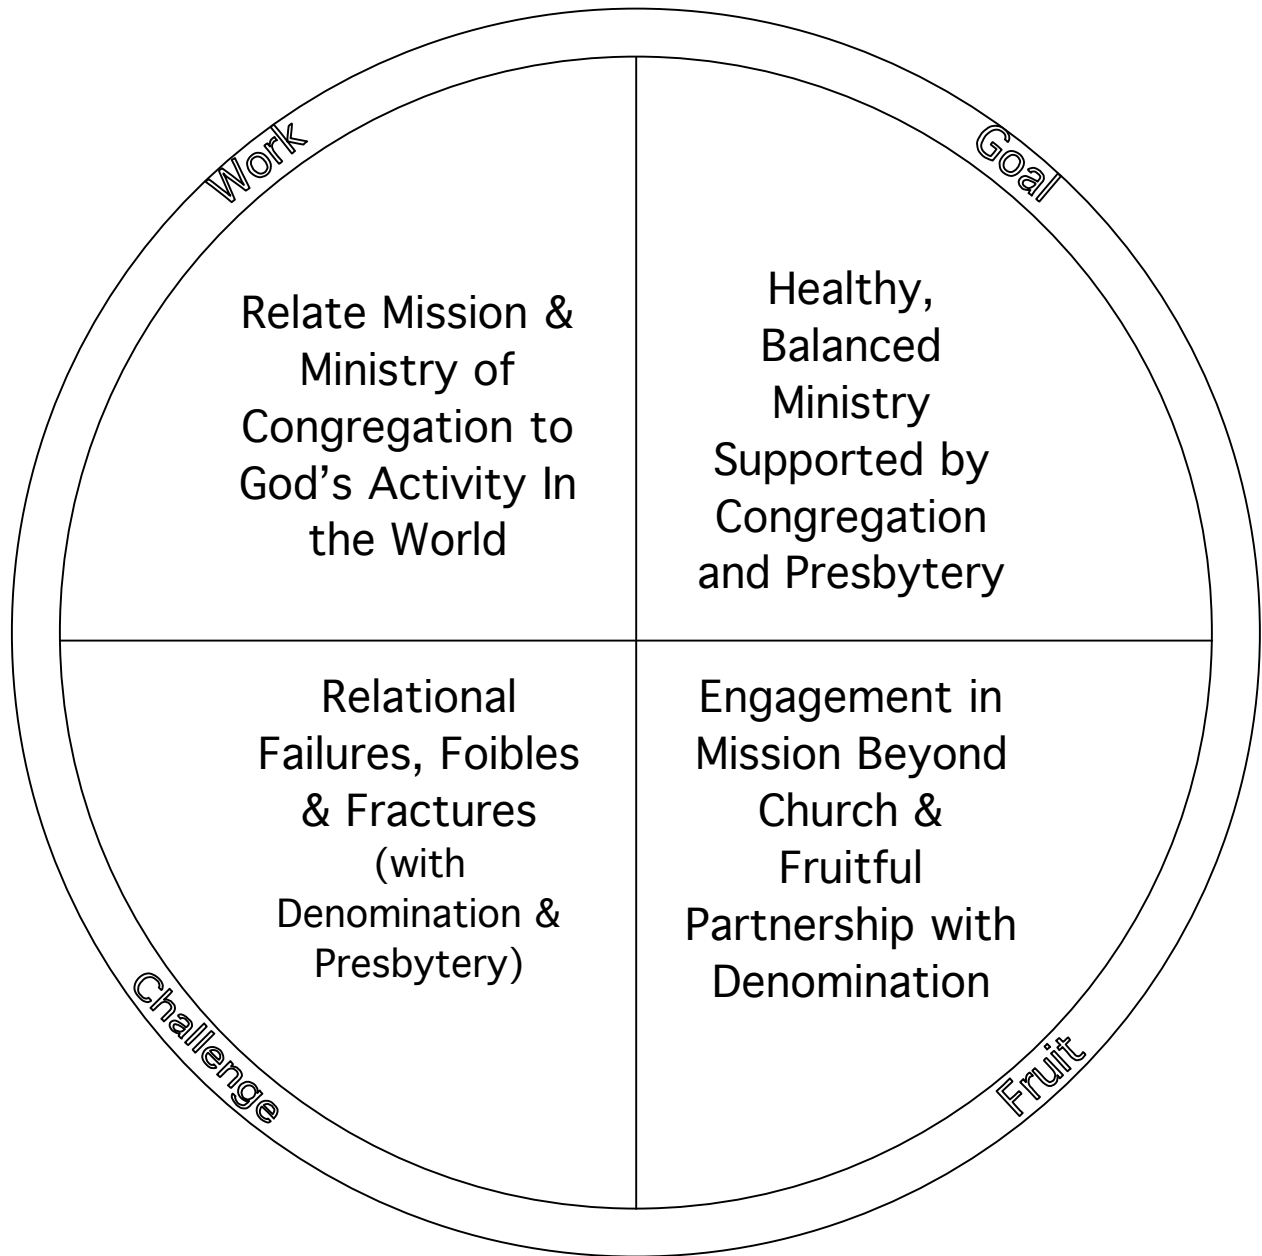 Work
Relate Mission &
Ministry of
Congregation to
God’s Activity In
the World
Goal
Healthy,
Balanced
Ministry
Supported by
Congregation
and Presbytery
Challenge
Relational
Failures, Foibles
& Fractures
(with
Denomination &
Presbytery)
Fruit
Engagement in
Mission Beyond
Church &
Fruitful
Partnership with
Denomination